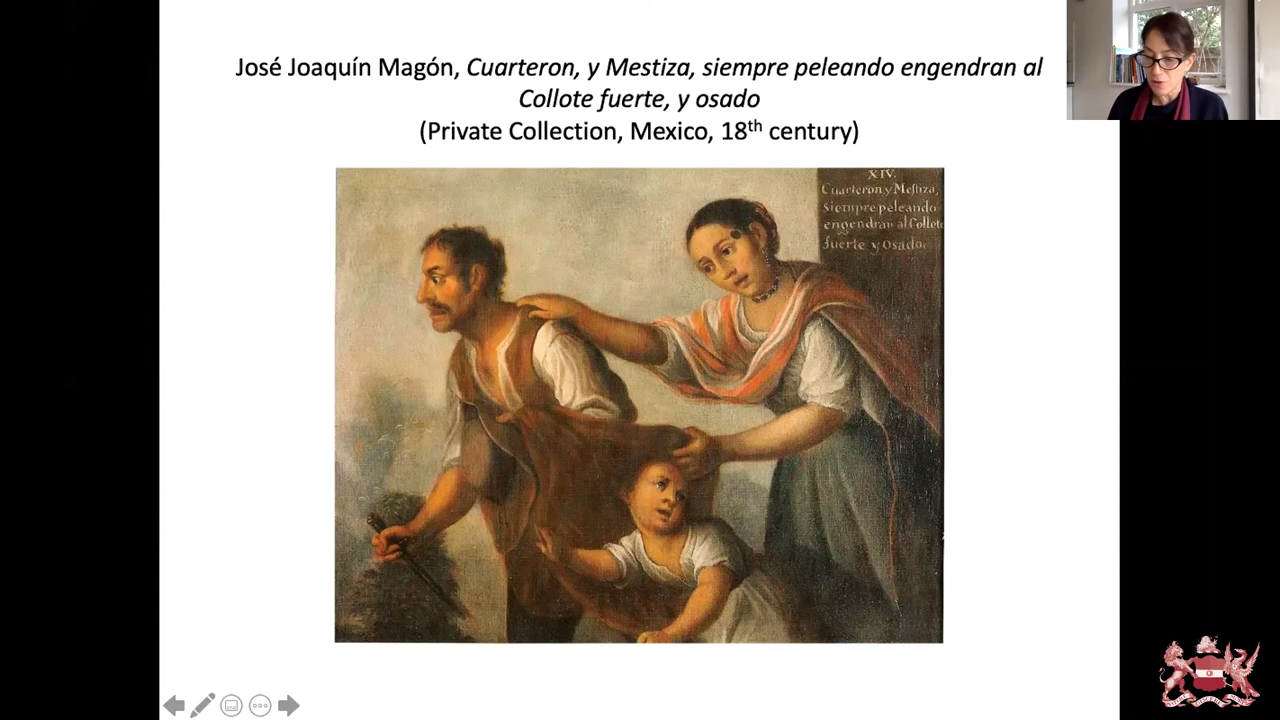 José Joaquín Magón, Cuarteron, y Mestiza, siempre peleando engendran al
Collote fuerte, y osado
(Private Collection, Mexico, 18th century)
XIV.
Cuarteron y Mestiza,
siempre peleando
engendran al Collote
fuerte y Osado.